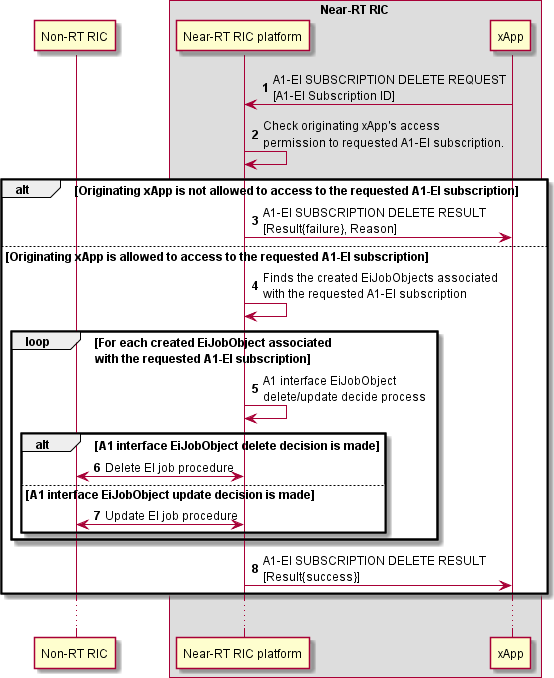 Near-RT RIC
Non-RT RIC
Near-RT RIC platform
xApp
1 A1-EI SUBSCRIPTION DELETE REQUEST
[A1-EI Subscription ID]
2 Check originating xApp's access
permission to requested A1-EI subscription.
alt [Originating xApp is not allowed to access to the requested A1-EI subscription]
3 A1-EI SUBSCRIPTION DELETE RESULT
[Result{failure}, Reason]
[Originating xApp is allowed to access to the requested A1-EI subscription]
4 Finds the created EiJobObjects associated
with the requested A1-EI subscription
loop [For each created EiJobObject associated
with the requested A1-EI subscription]
5 A1 interface EiJobObject
delete/update decide process
alt [A1 interface EiJobObject delete decision is made]
6 Delete EI job procedure
[A1 interface EiJobObject update decision is made]
7 Update EI job procedure
8 A1-EI SUBSCRIPTION DELETE RESULT
[Result{success}]
Non-RT RIC
Near-RT RIC platform
xApp